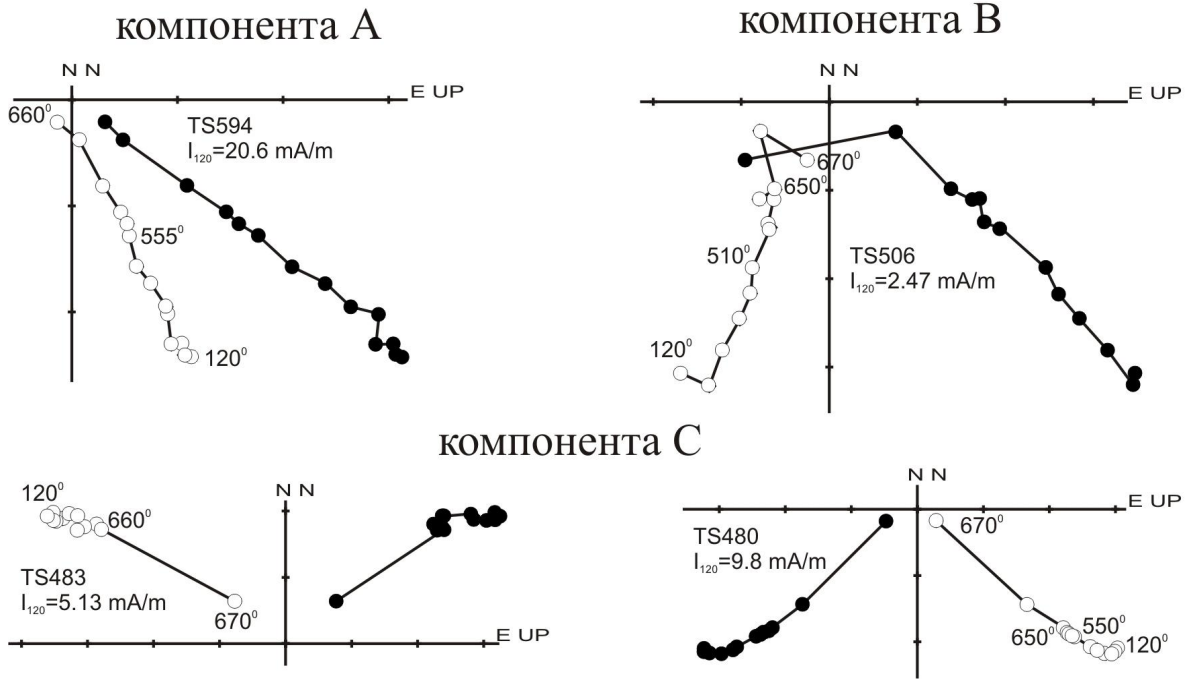 компонента А
компонента В
N N
N N
E UP
E UP
660⁰
TS594
I₁₂₀=20.6 mA/m
670⁰
650⁰
555⁰
510⁰
TS506
I₁₂₀=2.47 mA/m
120⁰
120⁰
компонента С
N N
N N
120⁰
660⁰
E UP
670⁰
TS480
I₁₂₀=9.8 mA/m
TS483
I₁₂₀=5.13 mA/m
670⁰
550⁰
650⁰
120⁰
E UP